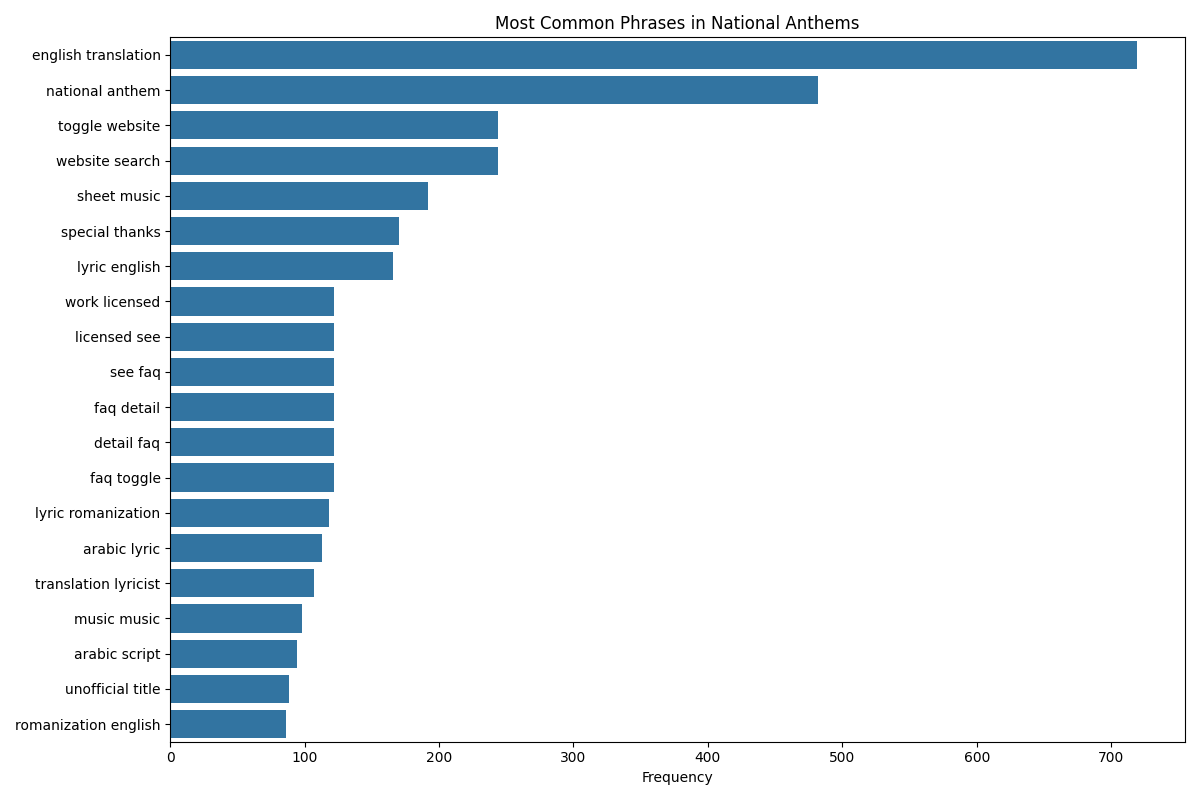 Most Common Phrases in National Anthems
english translation
national anthem
toggle website
website search
sheet music
special thanks
lyric english
work licensed
licensed see
see faq
faq detail
detail faq
faq toggle
lyric romanization
arabic lyric
translation lyricist
music music
arabic script
unofficial title
romanization english
0 100 200 300 400 500 600 700
Frequency